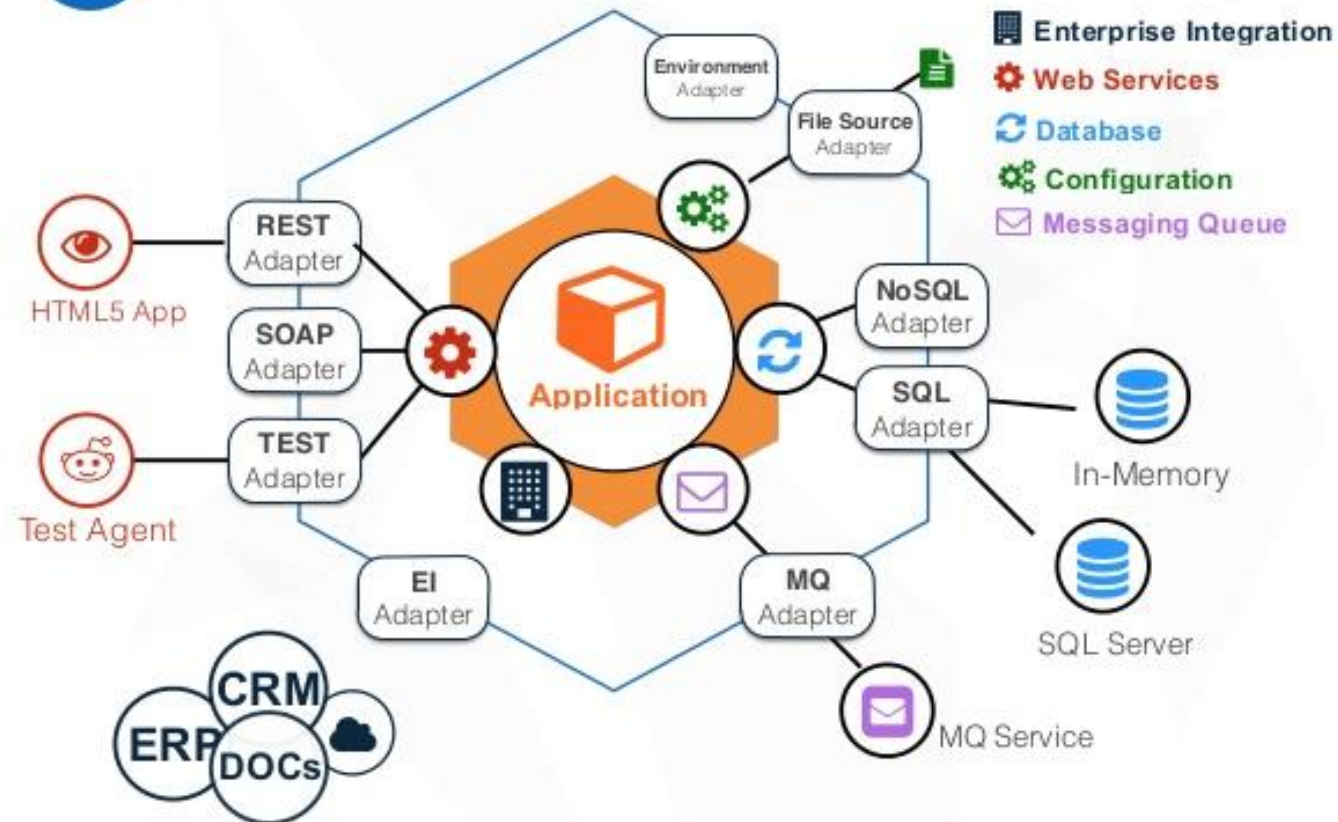 Enterprise Integration
Web Services
Database
Configuration
Messaging Queue
Environment
Adapter
File Source
Adapter
REST
Adapter
HTML5 App
SOAP
Adapter
TEST
Adapter
Test Agent
Application
NoSQL
Adapter
SQL
Adapter
In-Memory
SQL Server
EI
Adapter
MQ
Adapter
MQ Service
CRM
ERP
DOCs